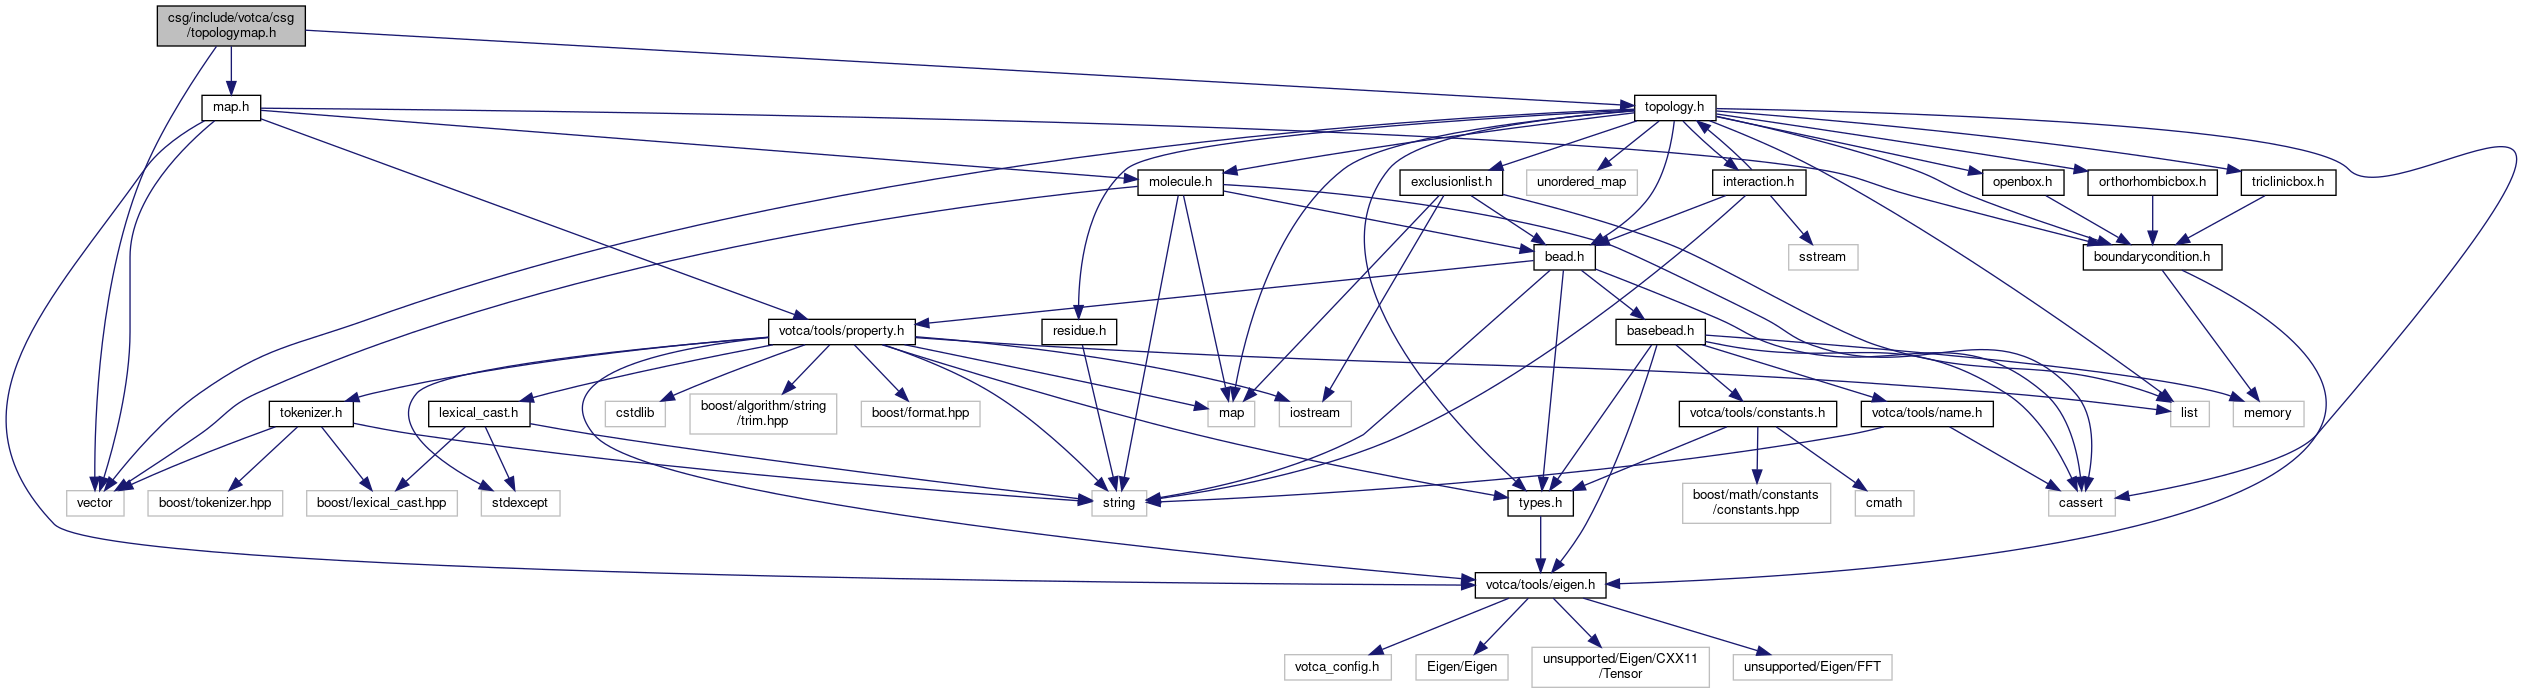 csg/include/votca/csg
/topologymap.h
map.h
topology.h
molecule.h
exclusionlist.h
unordered_map
interaction.h
openbox.h
orthorhombicbox.h
triclinicbox.h
bead.h
sstream
boundarycondition.h
votca/tools/property.h
residue.h
basebead.h
tokenizer.h
lexical_cast.h
cstdlib
boost/algorithm/string
/trim.hpp
boost/format.hpp
map
iostream
votca/tools/constants.h
votca/tools/name.h
list
memory
vector
boost/tokenizer.hpp
boost/lexical_cast.hpp
stdexcept
string
types.h
boost/math/constants
/constants.hpp
cmath
cassert
votca/tools/eigen.h
votca_config.h
Eigen/Eigen
unsupported/Eigen/CXX11
/Tensor
unsupported/Eigen/FFT